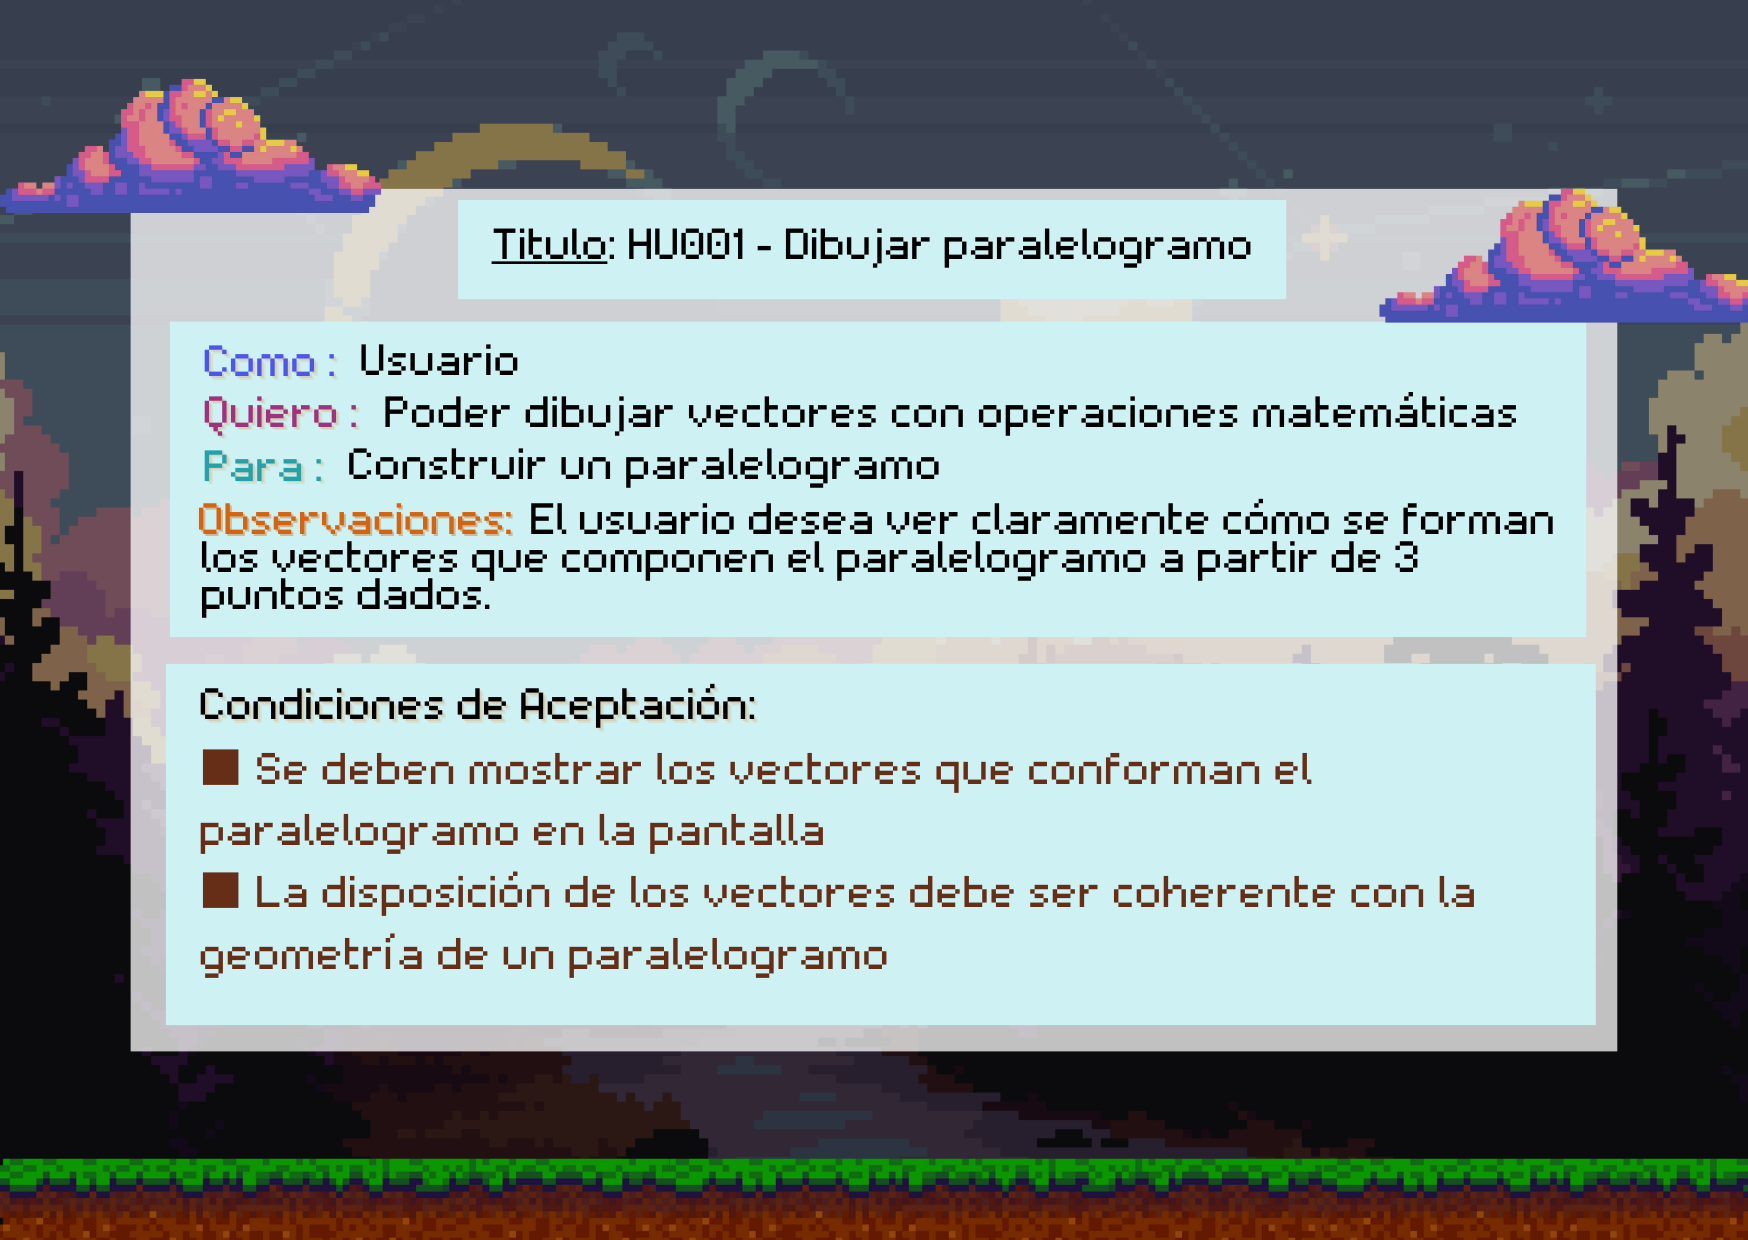 Titulo: HU001 - Dibujar paralelogramo
Como : Usuario
Quiero : Poder dibujar vectores con operaciones matemáticas
Para : Construir un paralelogramo
Observaciones: El usuario desea ver claramente cómo se forman
los vectores que componen el paralelogramo a partir de 3
puntos dados.
Condiciones de Aceptación:
■ Se deben mostrar los vectores que conforman el
paralelogramo en la pantalla
■ La disposición de los vectores debe ser coherente con la
geometría de un paralelogramo